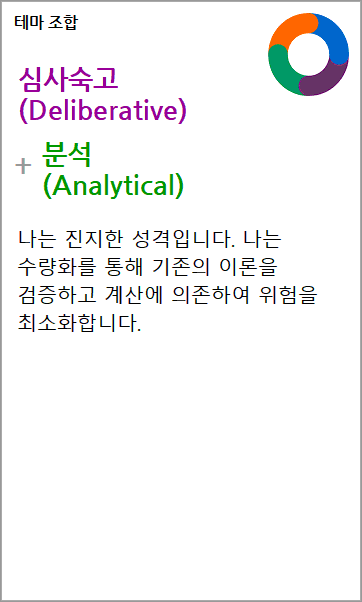 테마 조합
심사숙고
(Deliberative)
+ 분석
(Analytical)
나는 진지한 성격입니다. 나는
수량화를 통해 기존의 이론을
검증하고 계산에 의존하여 위험을
최소화합니다.